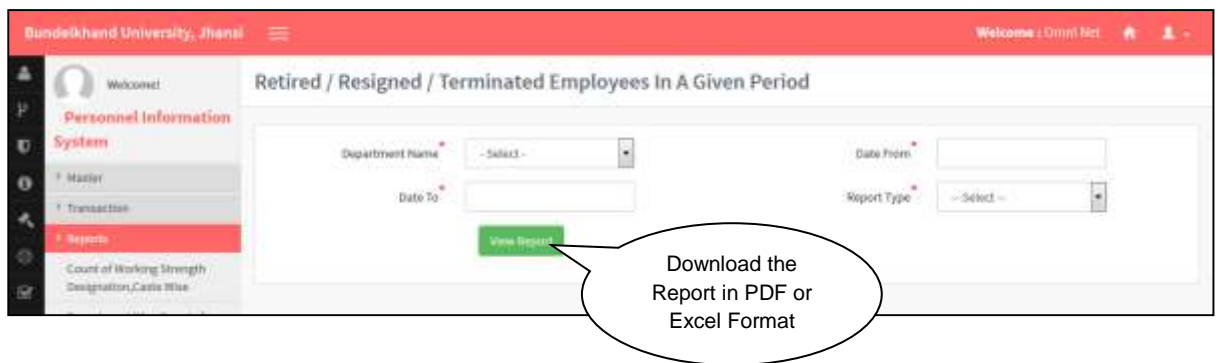 Bundelkhand University, Jhansi
Welcome : Omni Net
Welcome!
Personnel Information
System
Master
Transaction
Reports
Count of Working Strength
Designation,Caste Wise
Retired / Resigned / Terminated Employees In A Given Period
Department Name*
- Select -
Date From*
Date To*
Report Type*
-- Select --
View Report
Download the
Report in PDF or
Excel Format